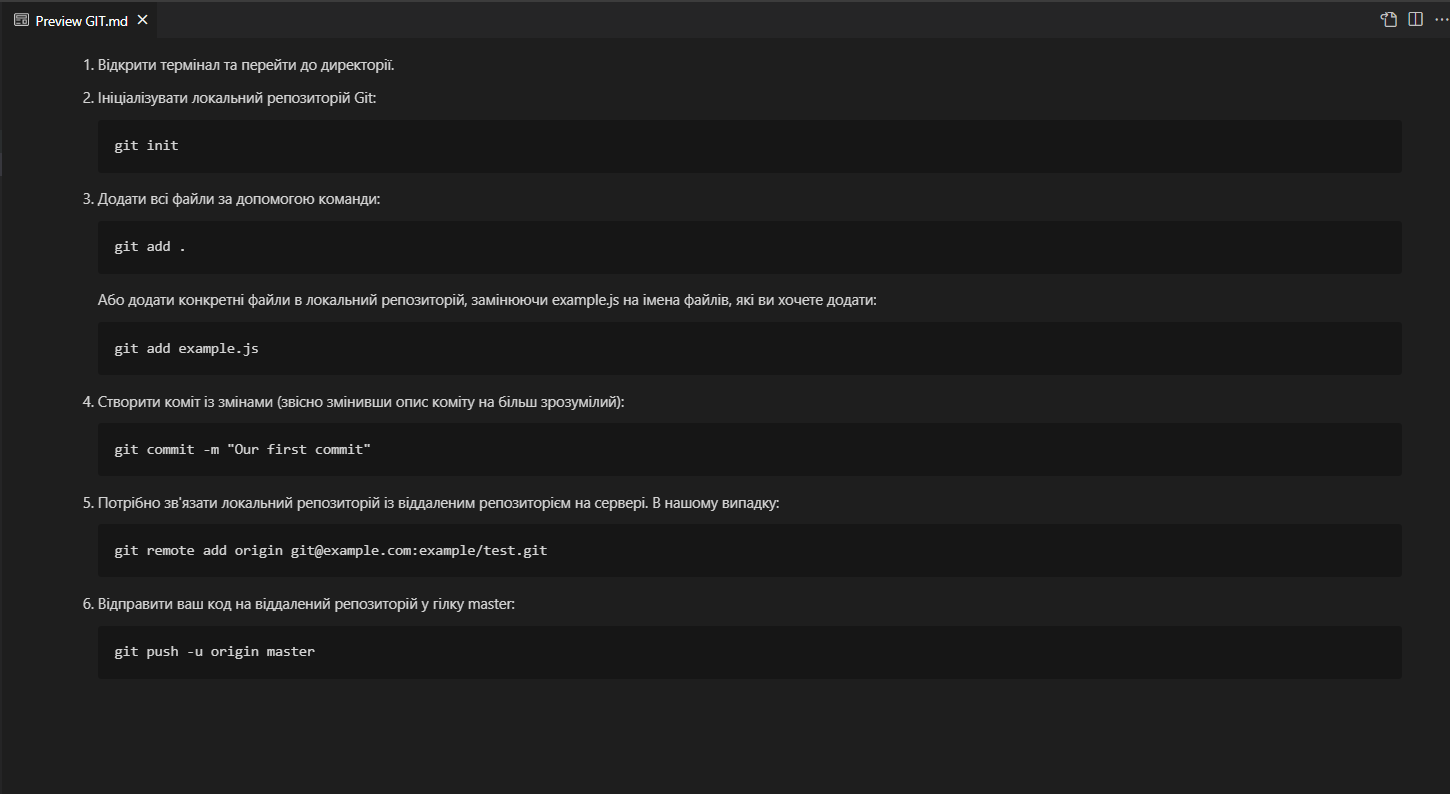 Preview GIT.md
1. Відкрити термінал та перейти до директорії.
2. Ініціалізувати локальний репозиторій Git:
git init
3. Додати всі файли за допомогою команди:
git add .
Або додати конкретні файли в локальний репозиторій, замінюючи example.js на імена файлів, які ви хочете додати:
git add example.js
4. Створити коміт із змінами (звісно змінивши опис коміту на більш зрозумілий):
git commit -m "Our first commit"
5. Потрібно зв'язати локальний репозиторій із віддаленим репозиторієм на сервері. В нашому випадку:
git remote add origin git@example.com:example/test.git
6. Відправити ваш код на віддалений репозиторій у гілку master:
git push -u origin master